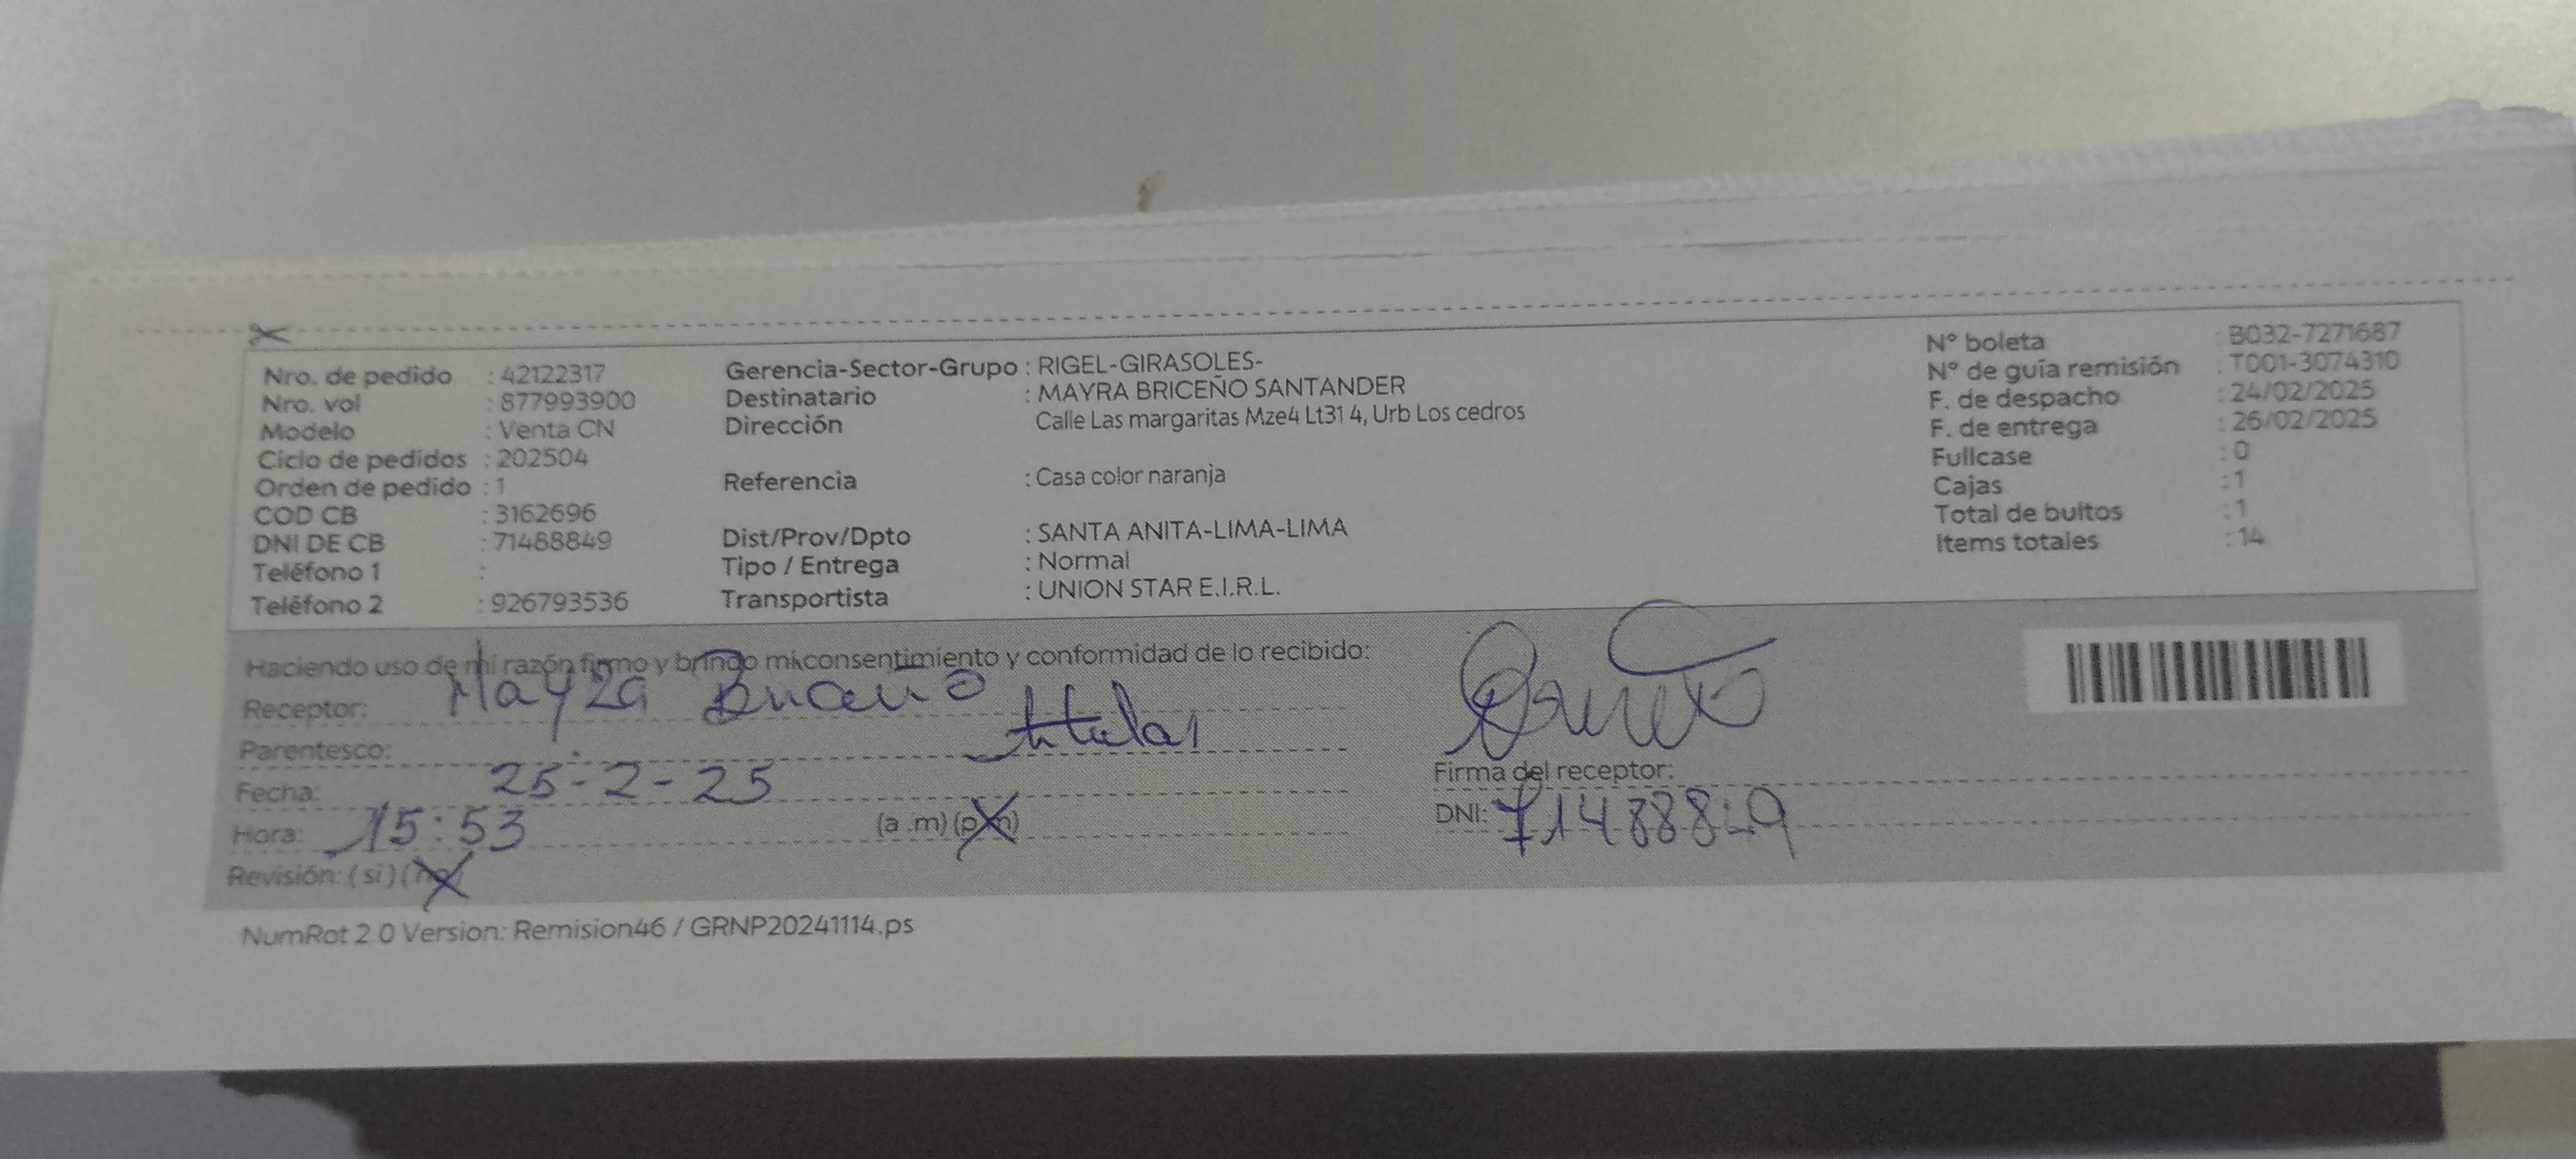 Nro. de pedido : 42122317
Nro. vol : 877993900
Modelo : Venta CN
Ciclo de pedidos : 202504
Orden de pedido : 1
COD CB : 3162696
DNI DE CB : 71488849
Teléfono 1 :
Teléfono 2 : 926793536
Gerencia-Sector-Grupo : RIGEL-GIRASOLES-
Destinatario : MAYRA BRICEÑO SANTANDER
Dirección Calle Las margaritas Mze4 Lt31 4, Urb Los cedros
Referencia : Casa color naranja
Dist/Prov/Dpto : SANTA ANITA-LIMA-LIMA
Tipo / Entrega : Normal
Transportista : UNION STAR E.I.R.L.
N° boleta : B032-7271687
N° de guía remisión : T001-3074310
F. de despacho : 24/02/2025
F. de entrega : 26/02/2025
Fullcase : 0
Cajas : 1
Total de bultos : 1
Items totales : 14
Haciendo uso de mi razón firmo y brindo mi consentimiento y conformidad de lo recibido:
Receptor: Mayra Briceño
Parentesco: titular
Fecha: 25-2-25
Hora: 15:53 (a .m) (p.m)
Revisión: ( si ) ( no )
Firma del receptor:
DNI: 71488849
NumRot 2.0 Version: Remision46 / GRNP20241114.ps